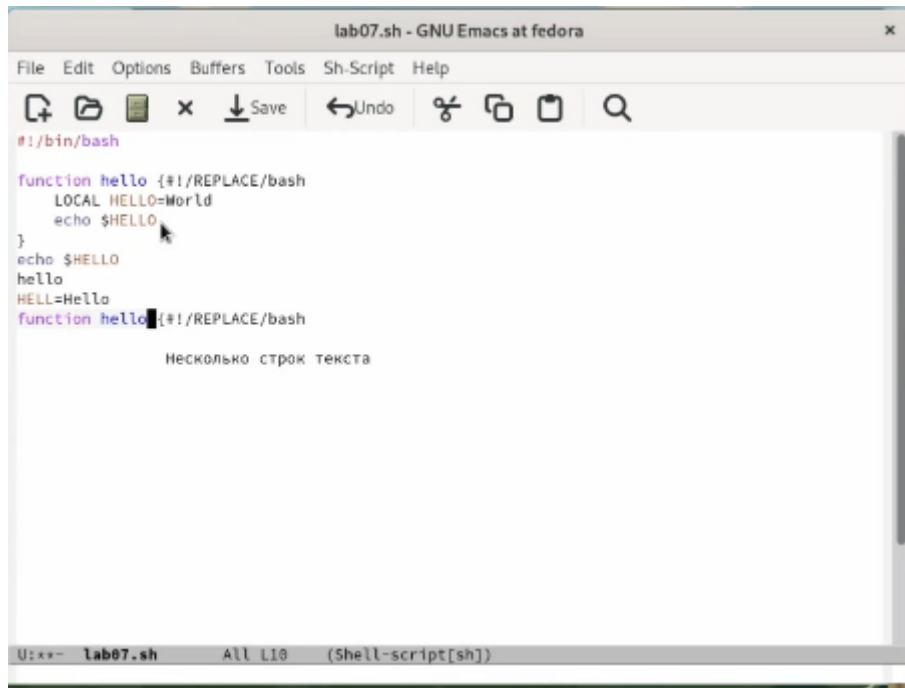 lab07.sh - GNU Emacs at fedora ×
File Edit Options Buffers Tools Sh-Script Help
Save Undo
#!/bin/bash
function hello {#!/REPLACE/bash
    LOCAL HELLO=World
    echo $HELLO
}
echo $HELLO
hello
HELL=Hello
function hello {#!/REPLACE/bash
Несколько строк текста
U:**-  lab07.sh       All L10    (Shell-script[sh])